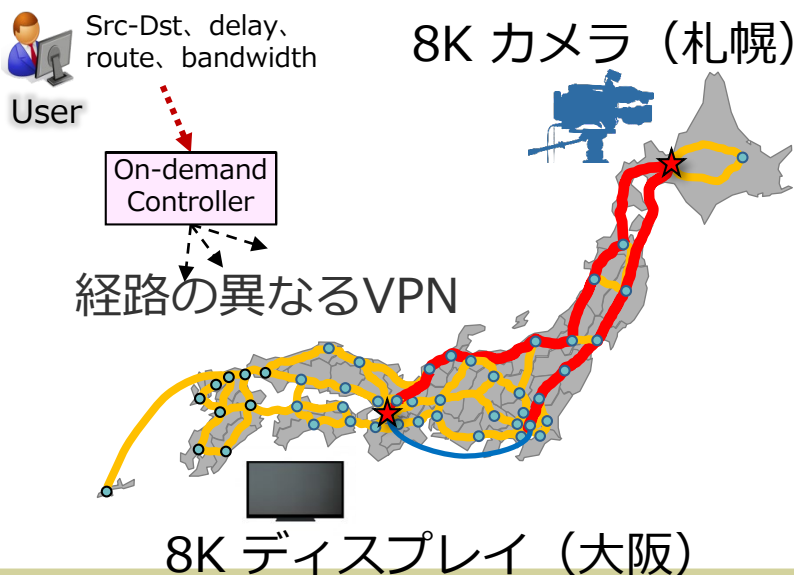 Src-Dst、delay、
route、bandwidth
User
8K カメラ（札幌）
On-demand
Controller
経路の異なるVPN
8K ディスプレイ（大阪）